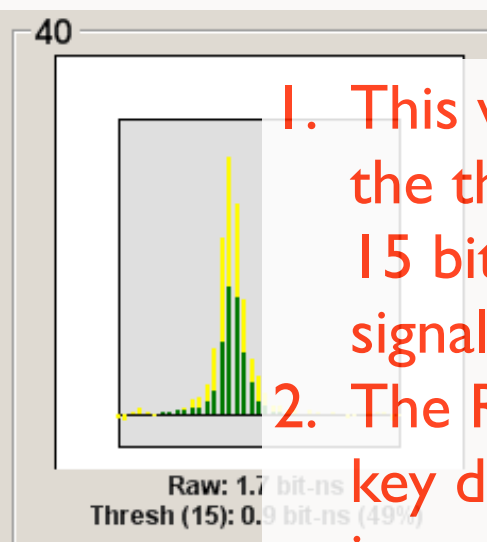 40
1. This
the
15 bit
signal
2. The
key
Raw: 1.7 bit-ns
Thresh (15): 0.9 bit-ns (49%)